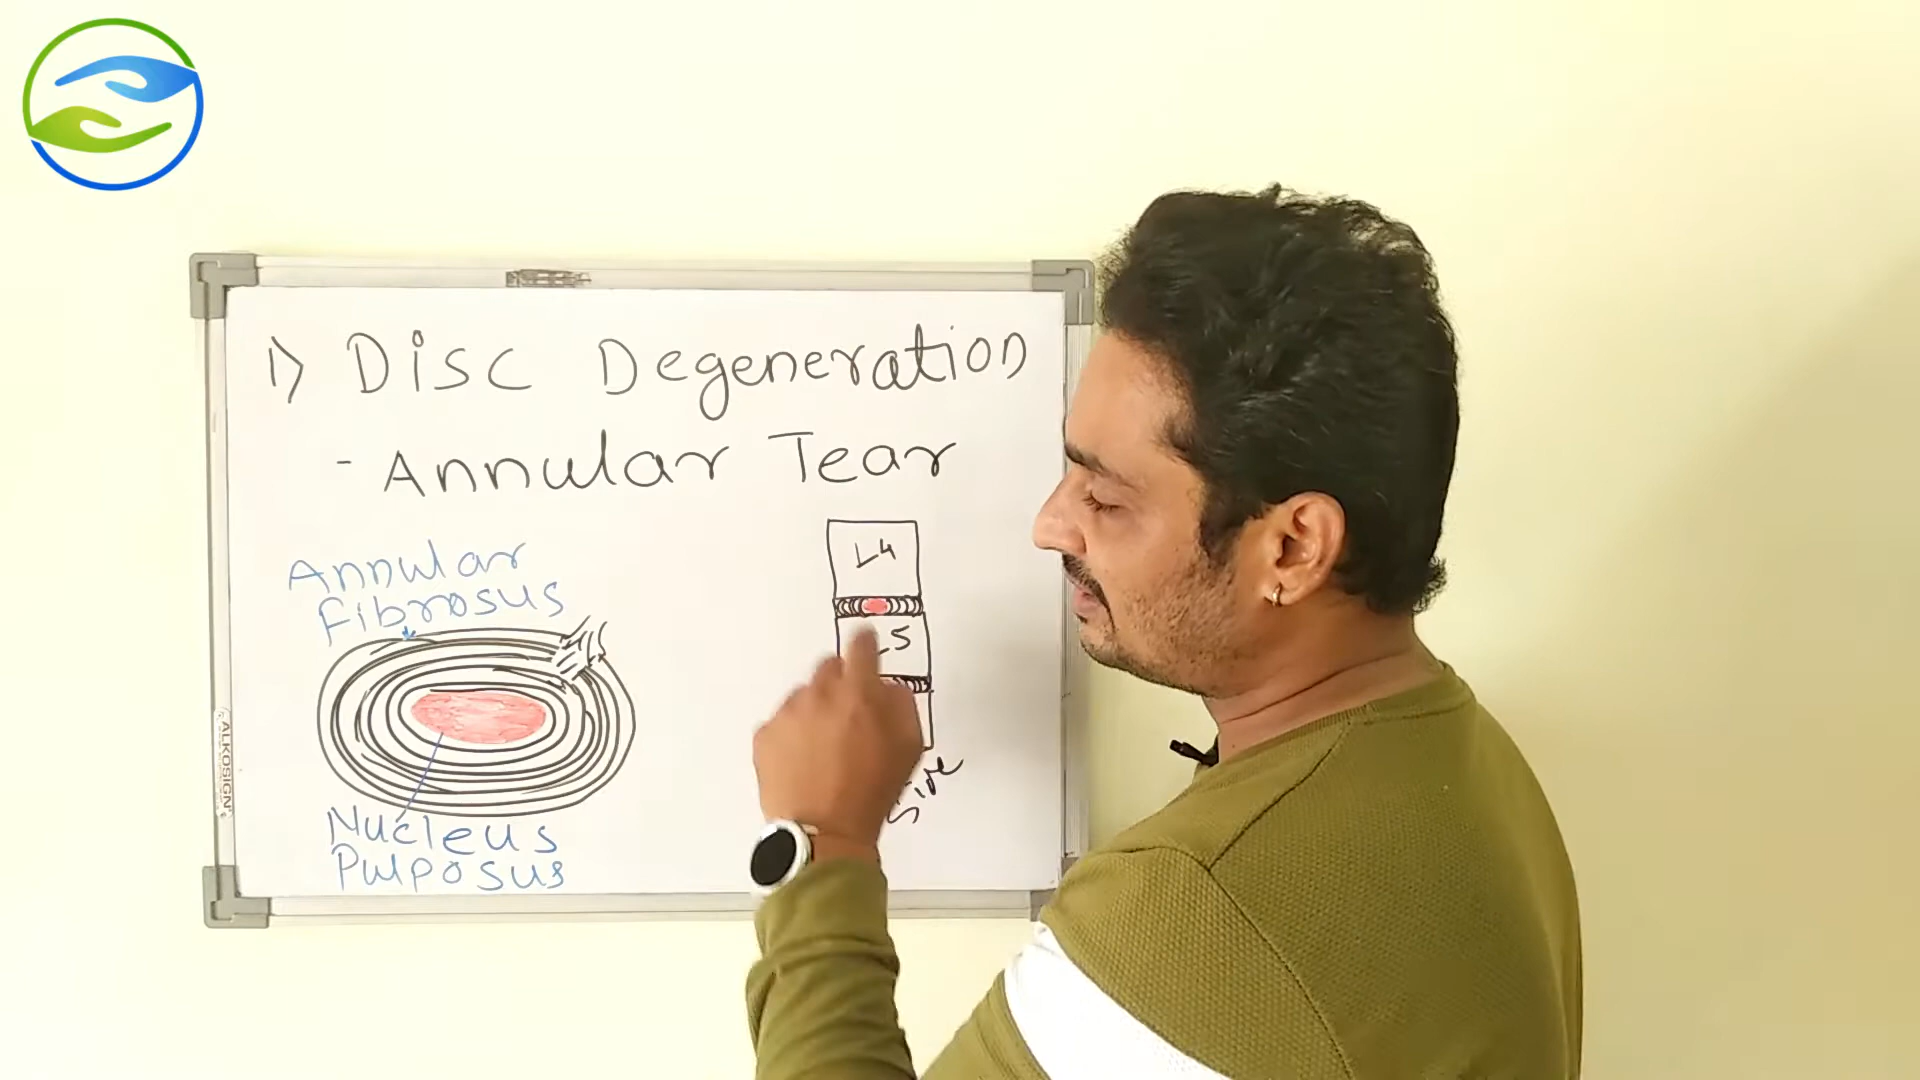 1) Disc Degeneration
- Annular Tear
Annular
Fibrosus
L4
L5
Nucleus
Pulposus
ALKOSIGN